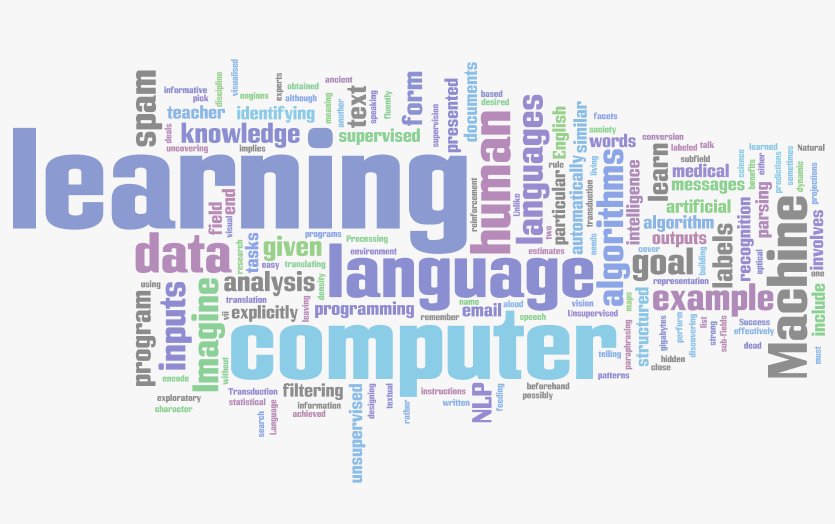 visualised
ancient
experts
informative
discipline
engines
obtained
pick
although
spam
text
form
documents
based
desired
teacher
identifying
meaning
another
speaking
fluently
supervision
presented
deals
knowledge
supervised
uncovering
implies
learning
human
languages
English
similar
facets
society
words
conversion
labeled
talk
learned
Natural
subfield
science
benefits
either
predictions
sometimes
dynamic
projections
medical
messages
learn
rule
living
reinforcement
Unlike
two
particular
automatically
transduction
needs
algorithms
intelligence
artificial
algorithm
outputs
recognition
parsing
Machine
involves
one
include
must
field
end
visual
data
research
tasks
given
programs
Processing
environment
easy
translating
estimates
language
goal
cover
building
labels
optical
representation
using
analysis
density
translation
leaving
vii
explicitly
programming
name
aloud
email
remember
speech
vision
Unsupervised
maps
example
program
inputs
Imagine
without
encode
computer
telling
patterns
paraphrasing
structured
gigabytes
perform
discovering
list
strong
sub-fields
Success
effectively
dead
hidden
close
exploratory
character
Transduction
statistical
search
Language
filtering
information
achieved
unsupervised
designing
textual
rather
instructions
written
NLP
feeding
beforehand
possibly